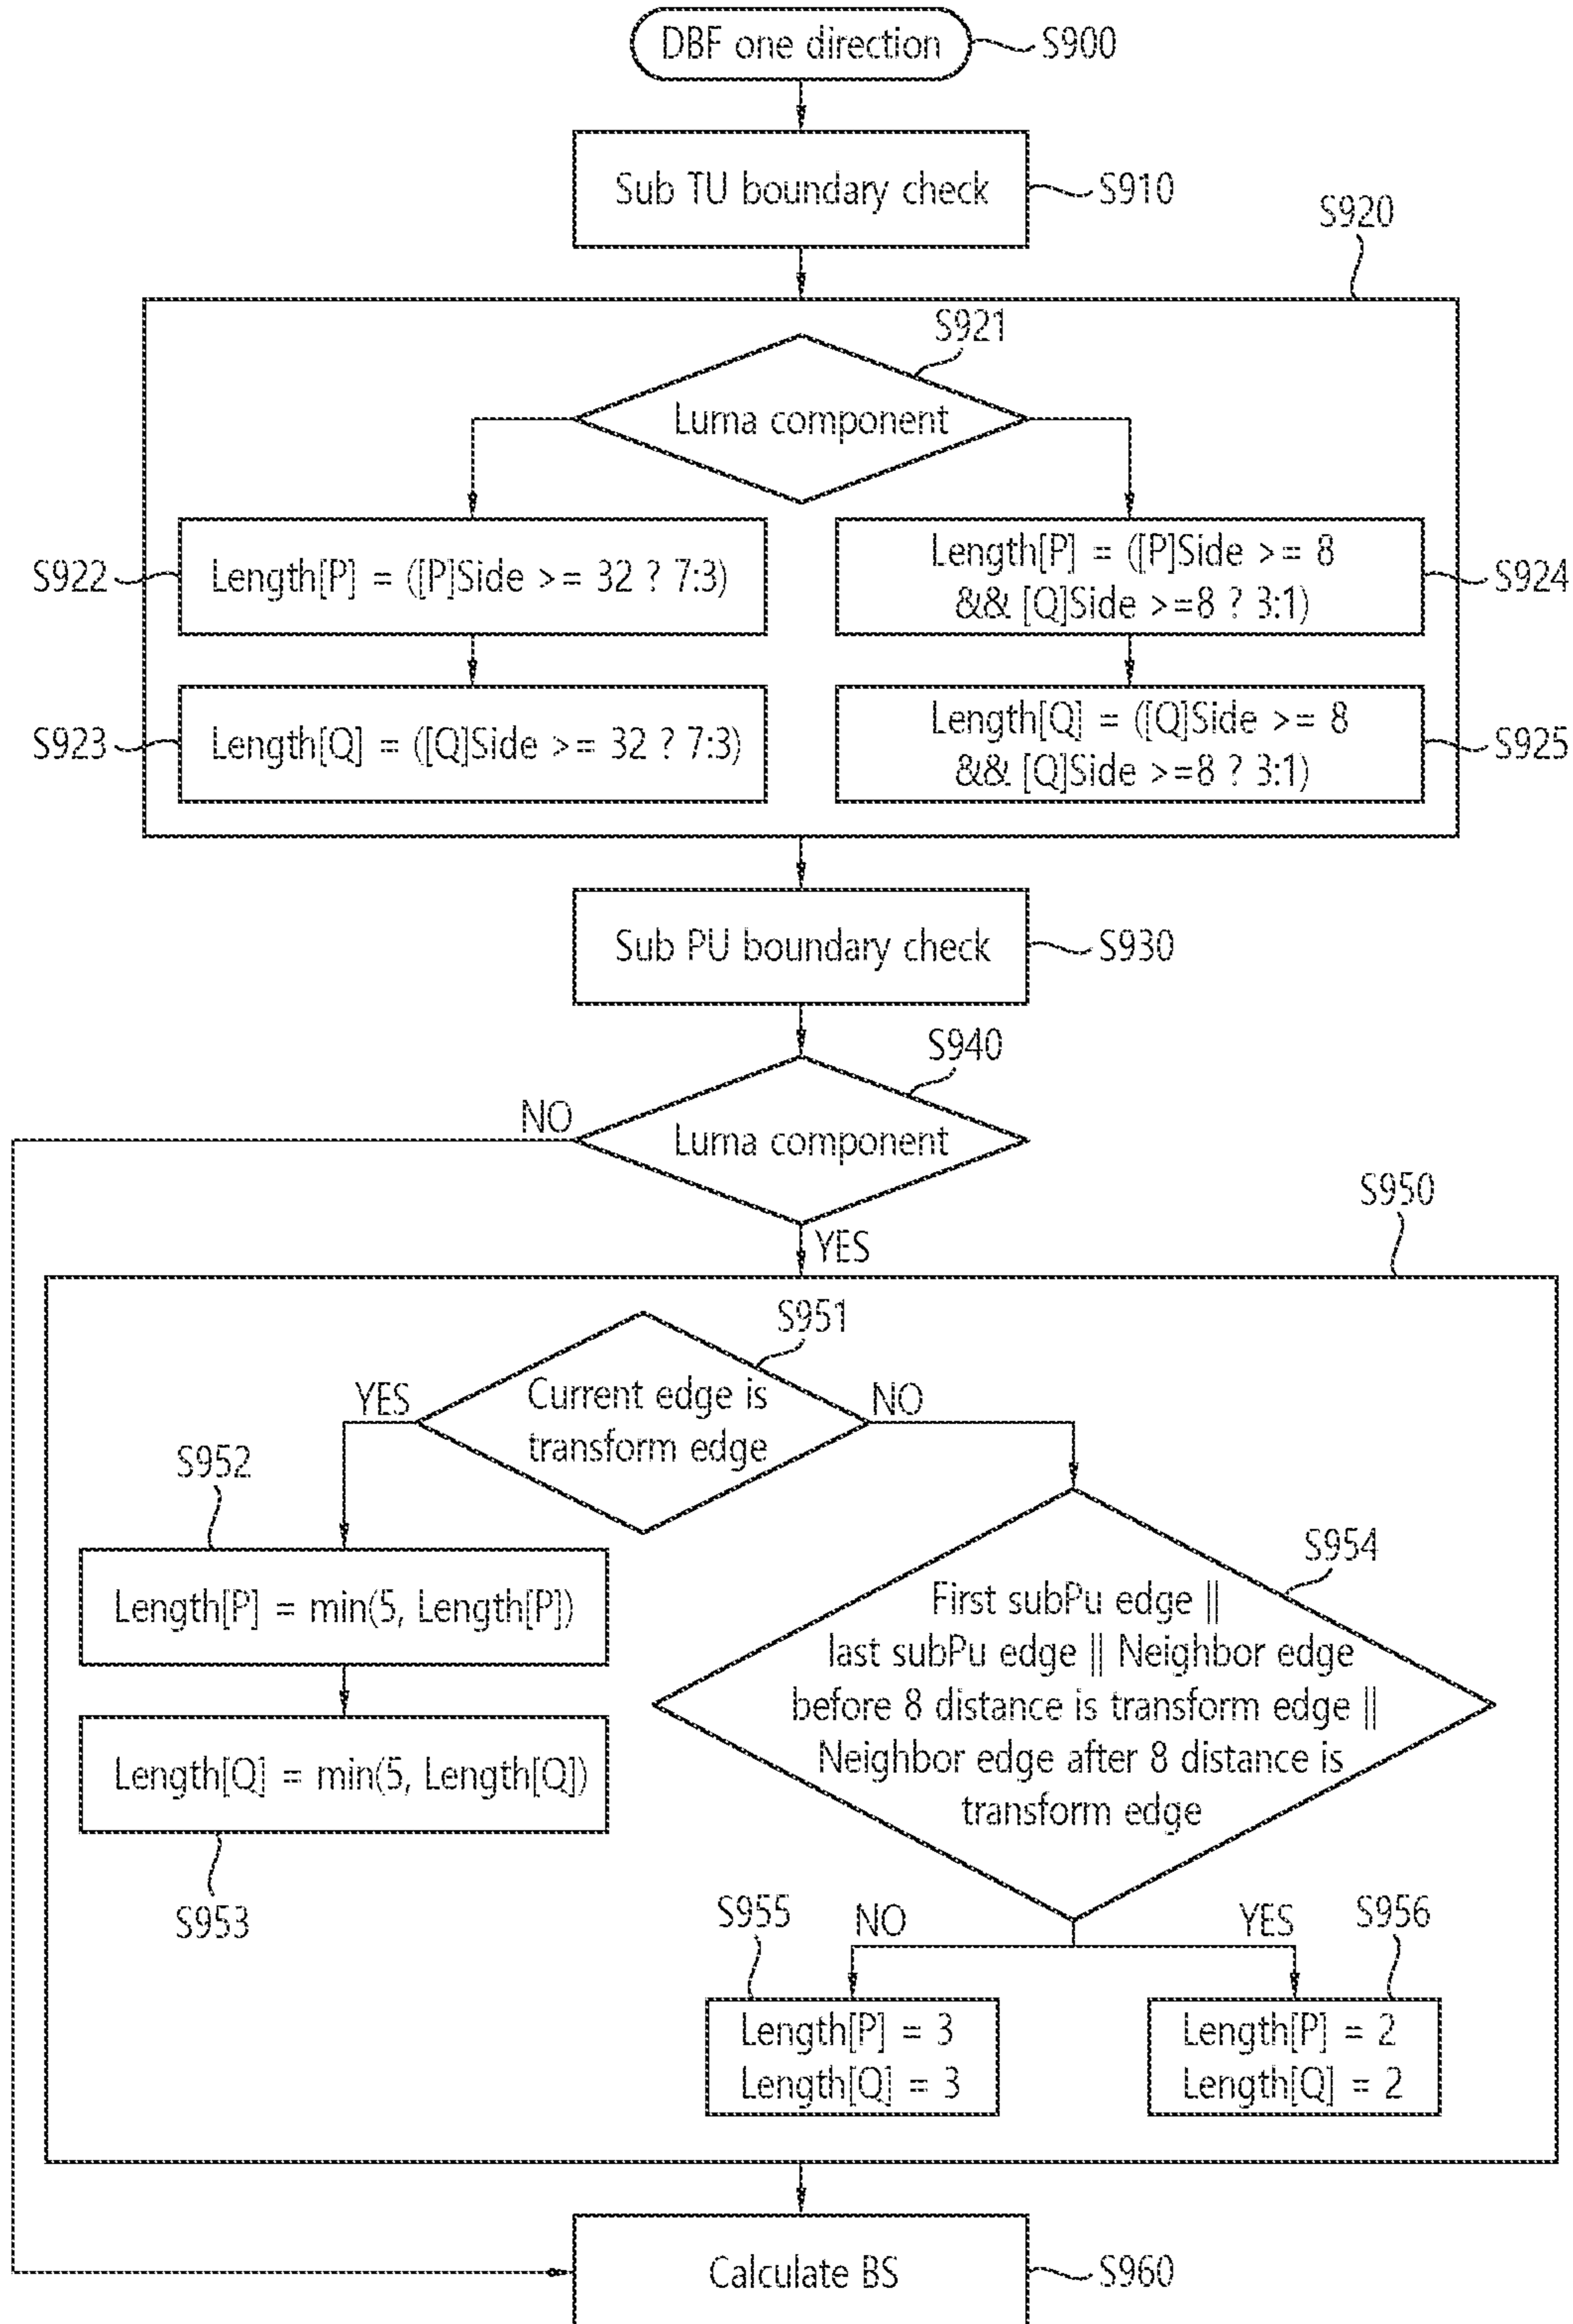 DBF one direction
S900
Sub TU boundary check
S910
S920
S921
Luma component
S922
Length[P] = ([P]Side >= 32 ? 7:3)
Length[P] = ([P]Side >= 8
&& [Q]Side >=8 ? 3:1)
S924
S923
Length[Q] = ([Q]Side >= 32 ? 7:3)
Length[Q] = ([Q]Side >= 8
&& [Q]Side >=8 ? 3:1)
S925
Sub PU boundary check
S930
S940
NO
Luma component
YES
S950
S951
YES
Current edge is
transform edge
NO
S952
Length[P] = min(5, Length[P])
Length[Q] = min(5, Length[Q])
S953
S954
First subPu edge ||
last subPu edge || Neighbor edge
before 8 distance is transform edge ||
Neighbor edge after 8 distance is
transform edge
S955
NO
YES
S956
Length[P] = 3
Length[Q] = 3
Length[P] = 2
Length[Q] = 2
Calculate BS
S960